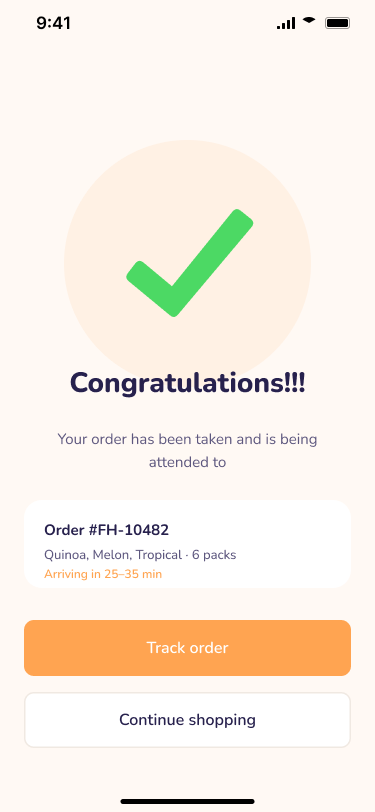 9:41
Congratulations!!!
Your order has been taken and is being
attended to
Order #FH-10482
Quinoa, Melon, Tropical · 6 packs
Arriving in 25–35 min
Track order
Continue shopping